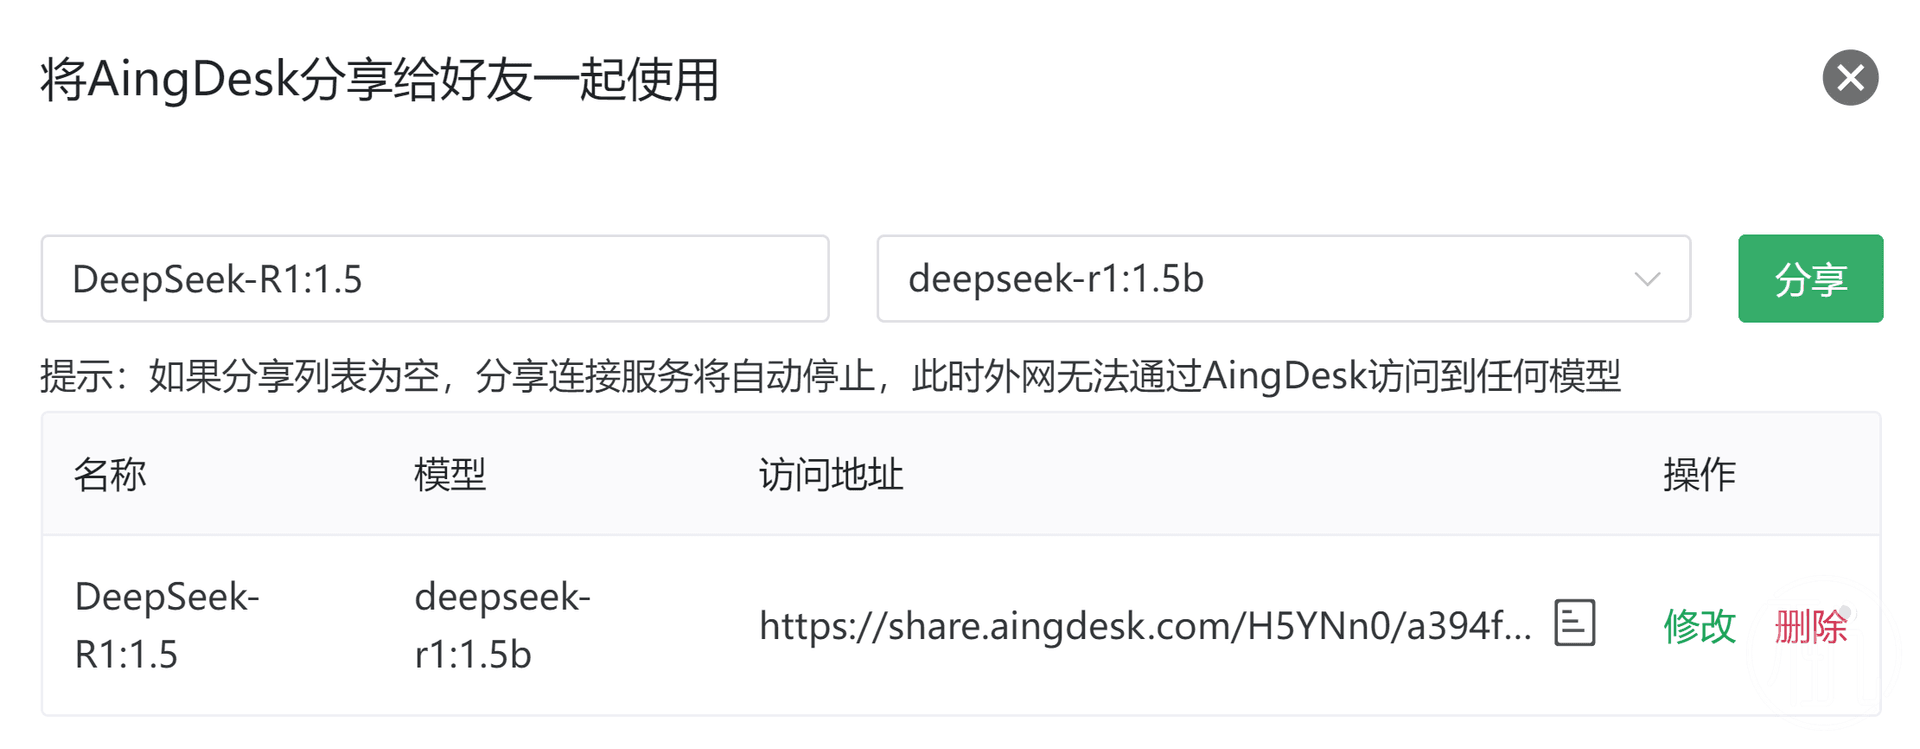 将AingDesk分享给好友一起使用
DeepSeek-R1:1.5
deepseek-r1:1.5b
分享
提示：如果分享列表为空，分享连接服务将自动停止，此时外网无法通过AingDesk访问到任何模型
名称 模型 访问地址 操作
DeepSeek-
R1:1.5
deepseek-
r1:1.5b
https://share.aingdesk.com/H5YNn0/a394f...
修改 删除